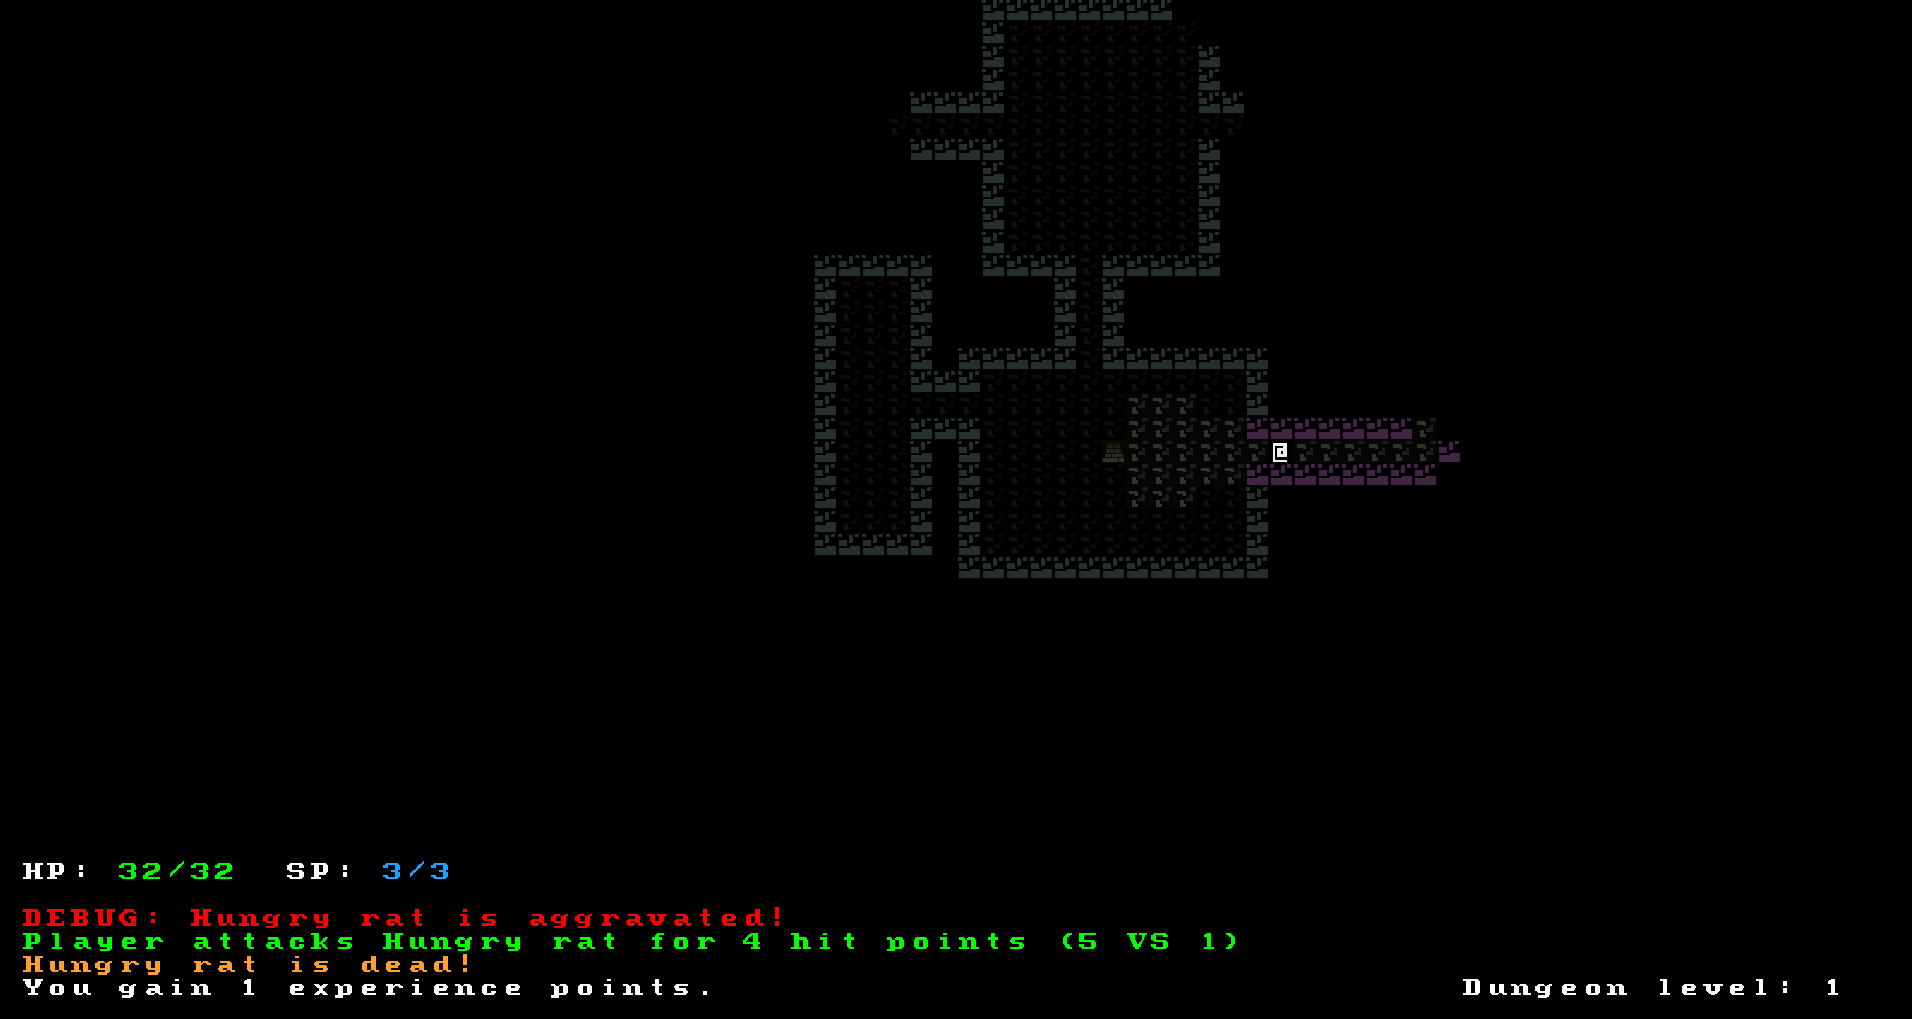 HP: 32/32 SP: 3/3
DEBUG: Hungry rat is aggravated!
Player attacks Hungry rat for 4 hit points (5 VS 1)
Hungry rat is dead!
You gain 1 experience points.
Dungeon level: 1